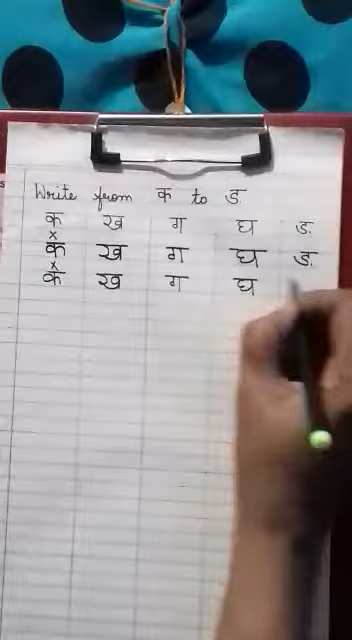 Write from क to ङ
क ख ग घ ङ
x
क ख ग घ ङ
x
क ख ग घ